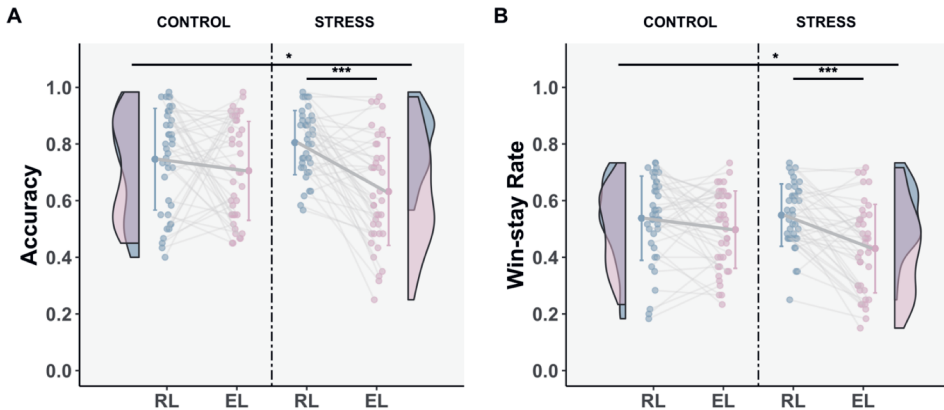 A
CONTROL STRESS
*
***
Accuracy
1.0
0.8
0.6
0.4
0.2
0.0
RL EL RL EL
B
CONTROL STRESS
*
***
Win-stay Rate
1.0
0.8
0.6
0.4
0.2
0.0
RL EL RL EL